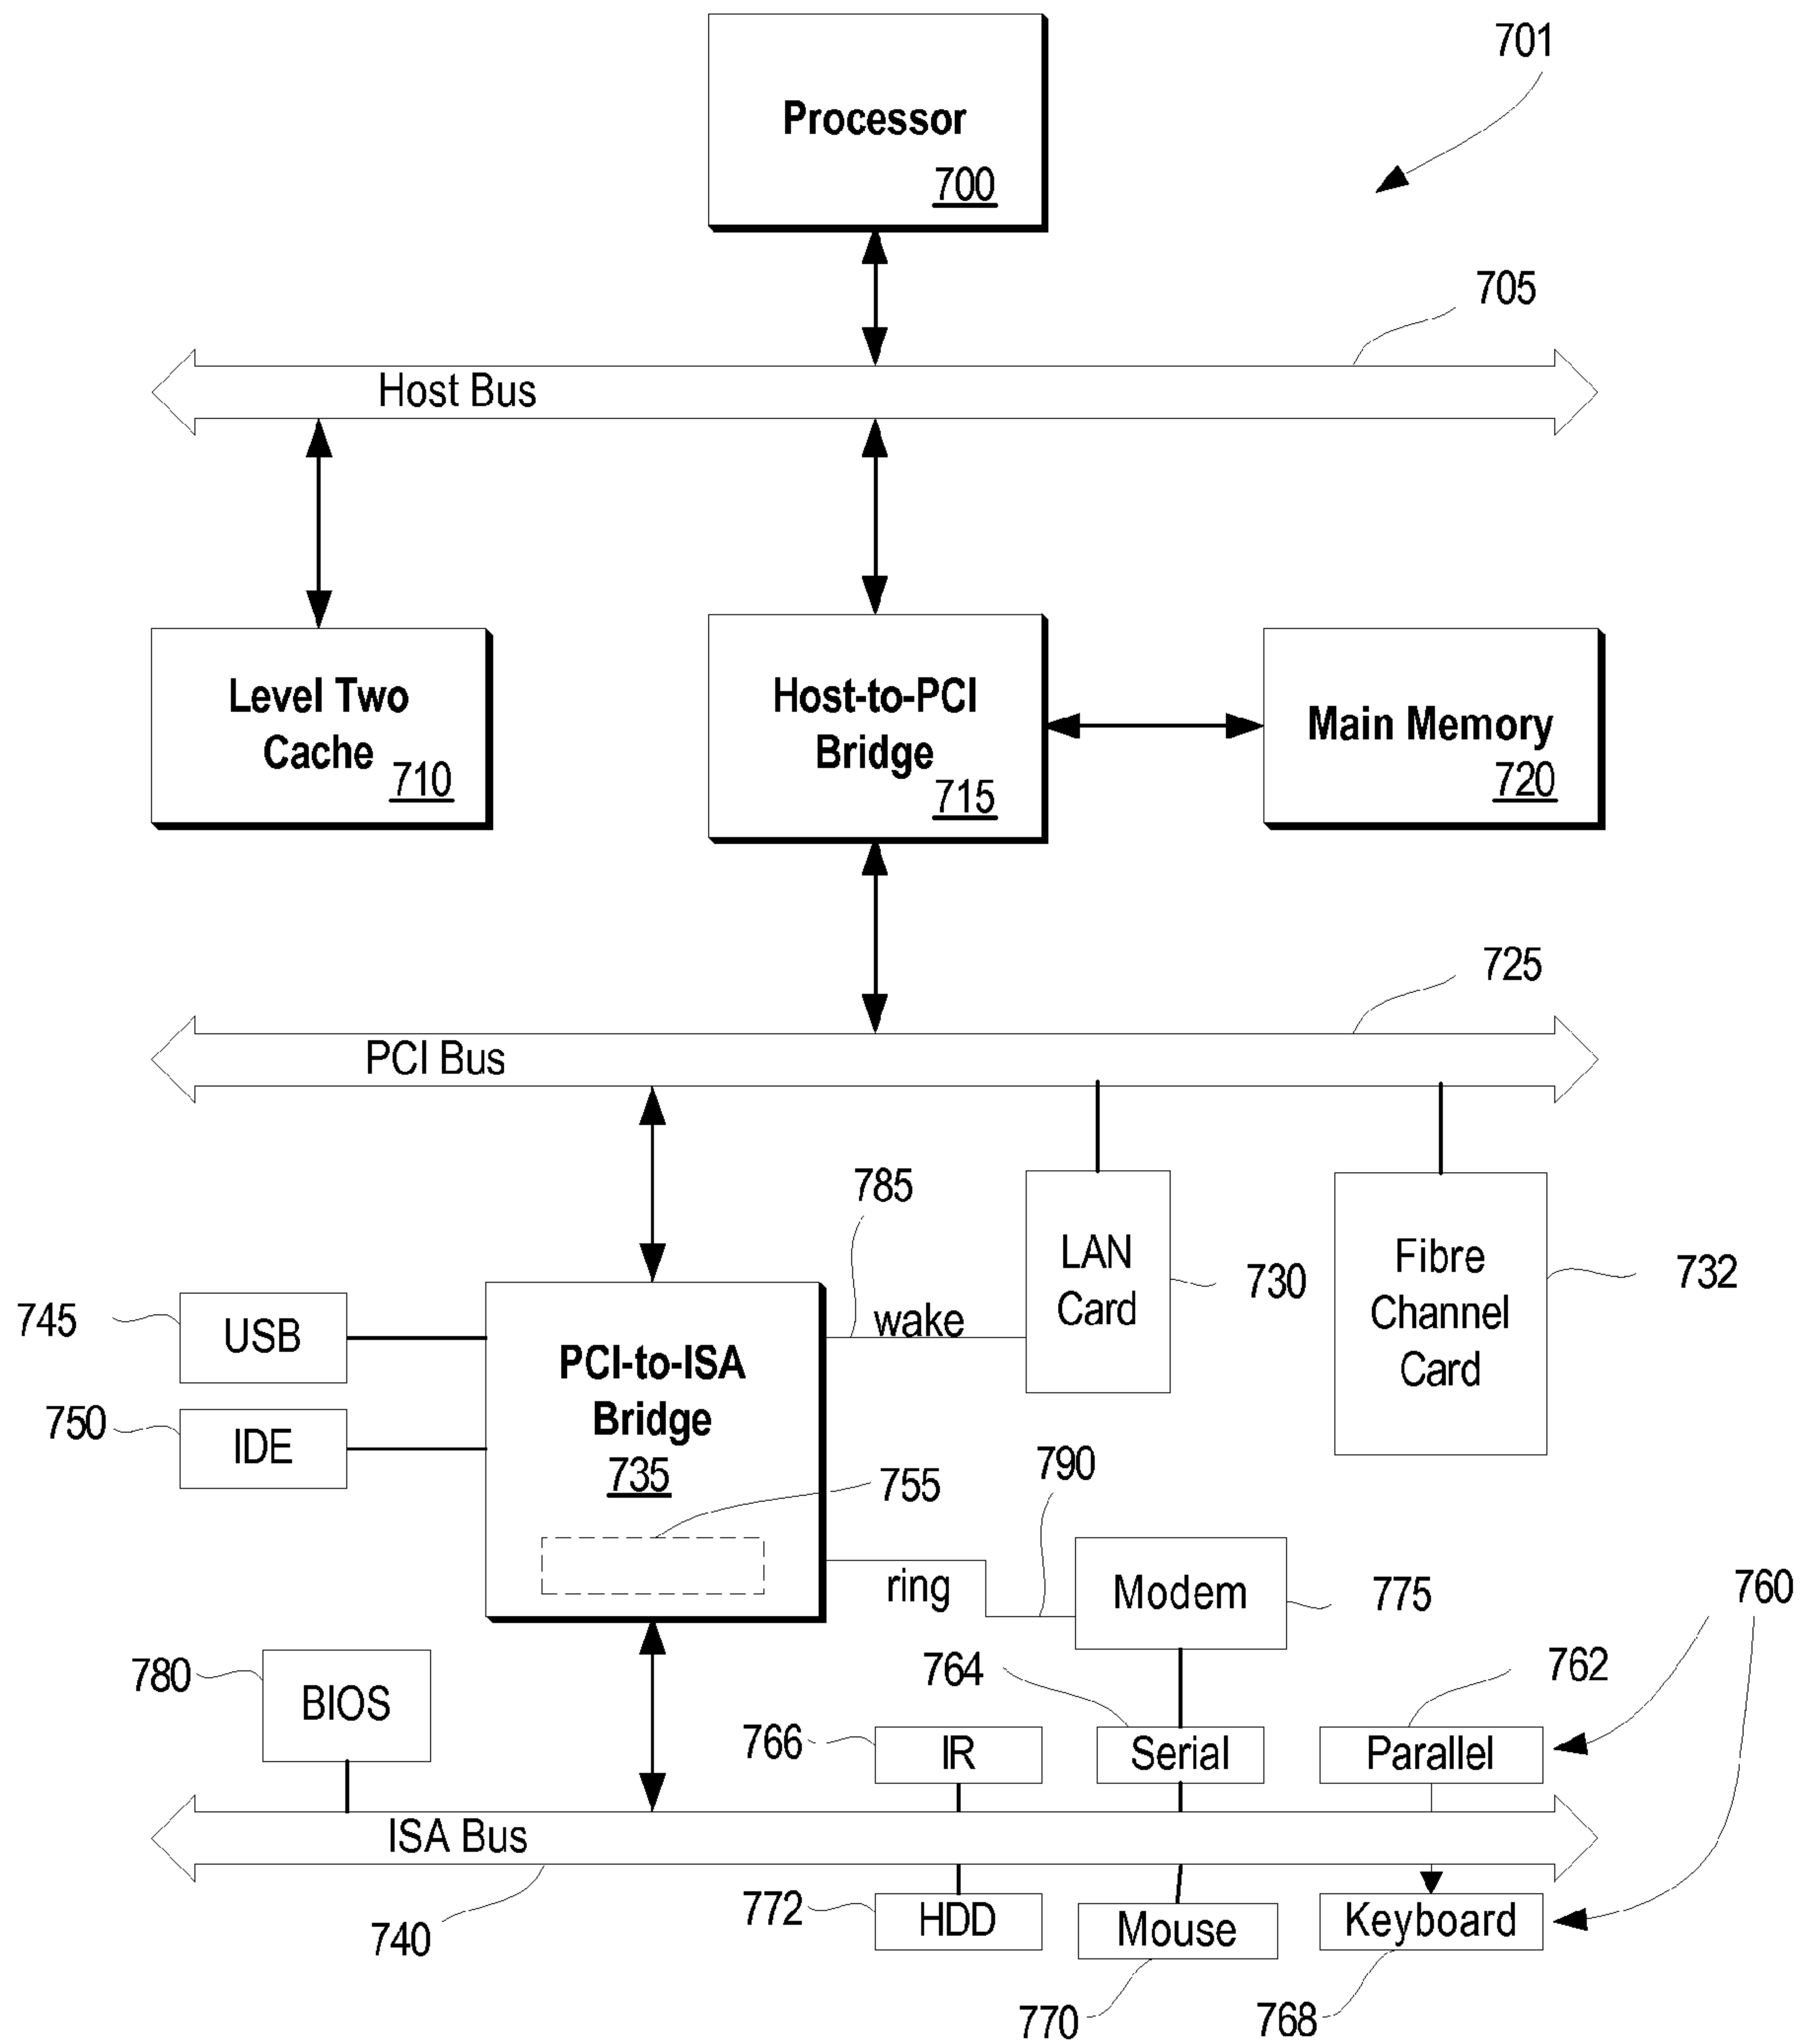 701
Processor
700
705
Host Bus
Level Two
Cache
710
Host-to-PCI
Bridge
715
Main Memory
720
725
PCI Bus
785
LAN
Card
730
Fibre
Channel
Card
732
wake
745
USB
750
IDE
PCI-to-ISA
Bridge
735
755
790
ring
Modem
775
760
780
BIOS
764
762
766
IR
Serial
Parallel
ISA Bus
740
772
HDD
Mouse
Keyboard
770
768